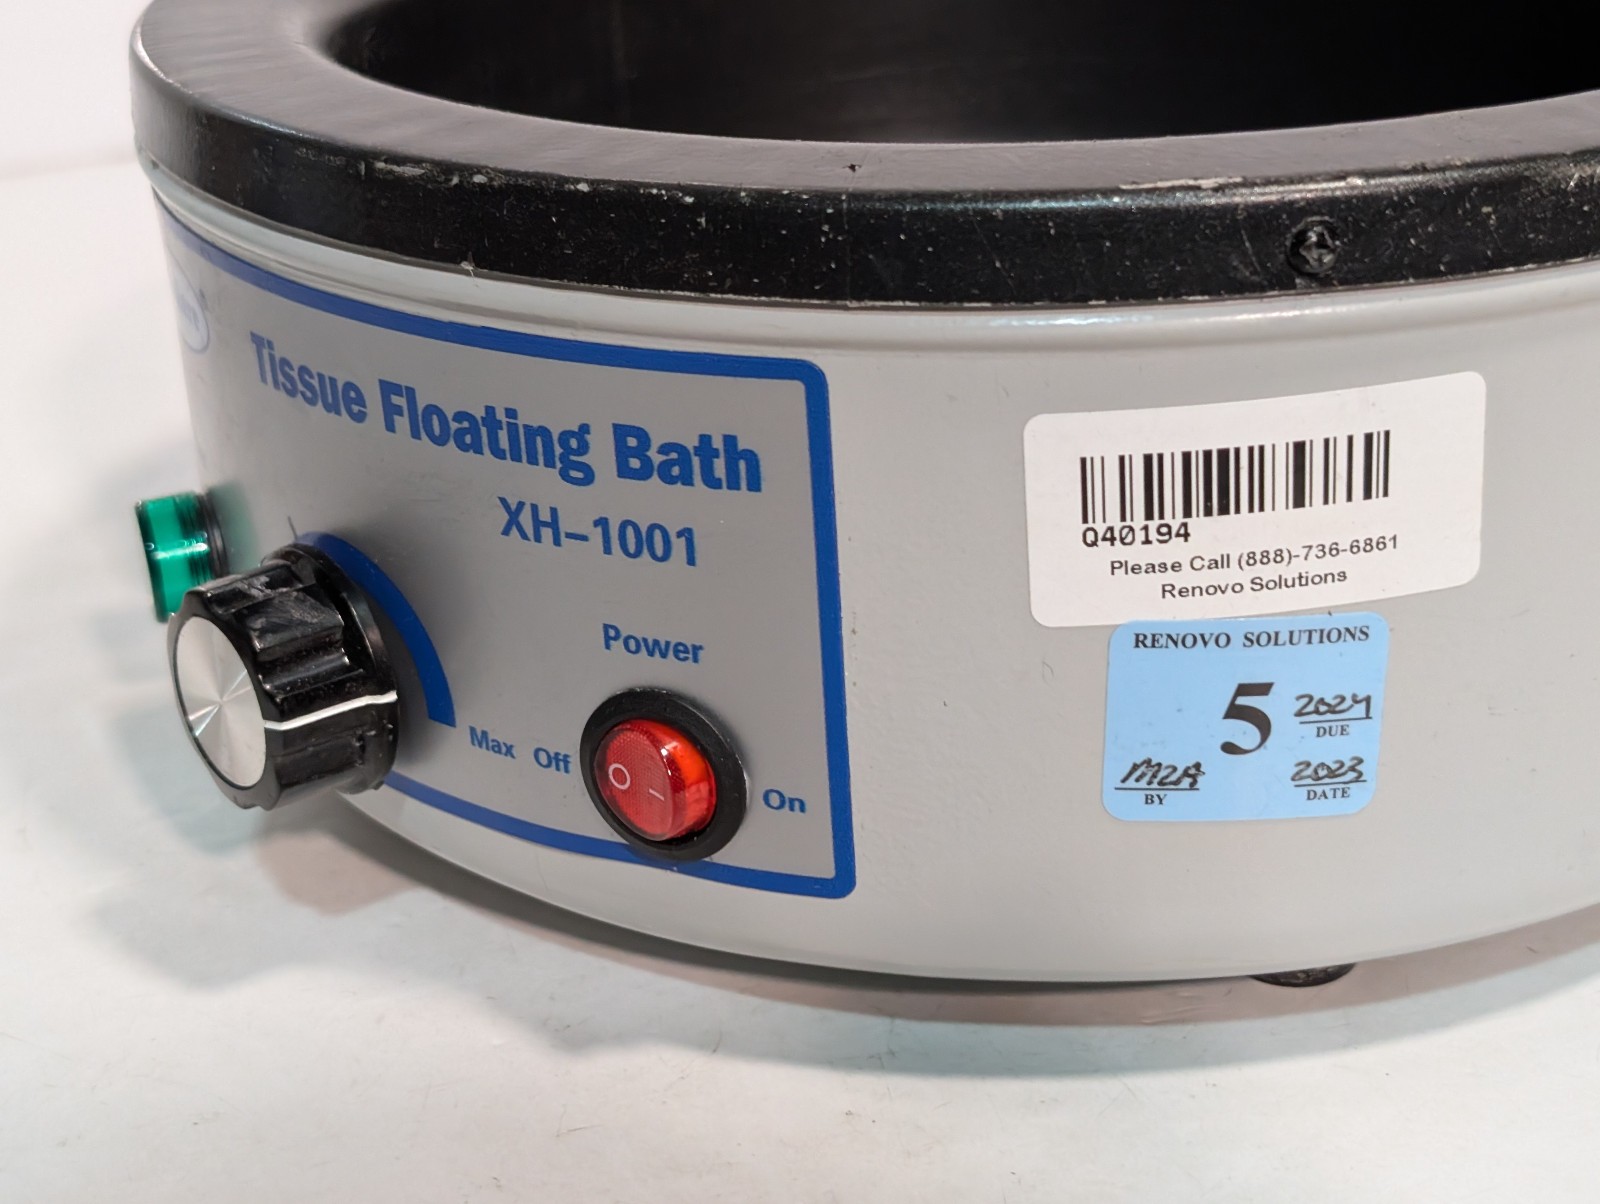 Tissue Floating Bath
XH-1001
Power
Max Off
On
Q40194
Please Call (888)-736-6861
Renovo Solutions
RENOVO SOLUTIONS
5
2024
DUE
MZA
BY
2023
DATE